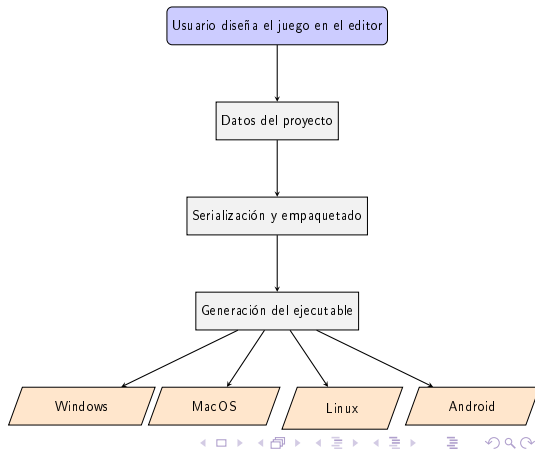 Usuario diseña el juego en el editor
Datos del proyecto
Serialización y empaquetado
Generación del ejecutable
Windows
MacOS
Linux
Android